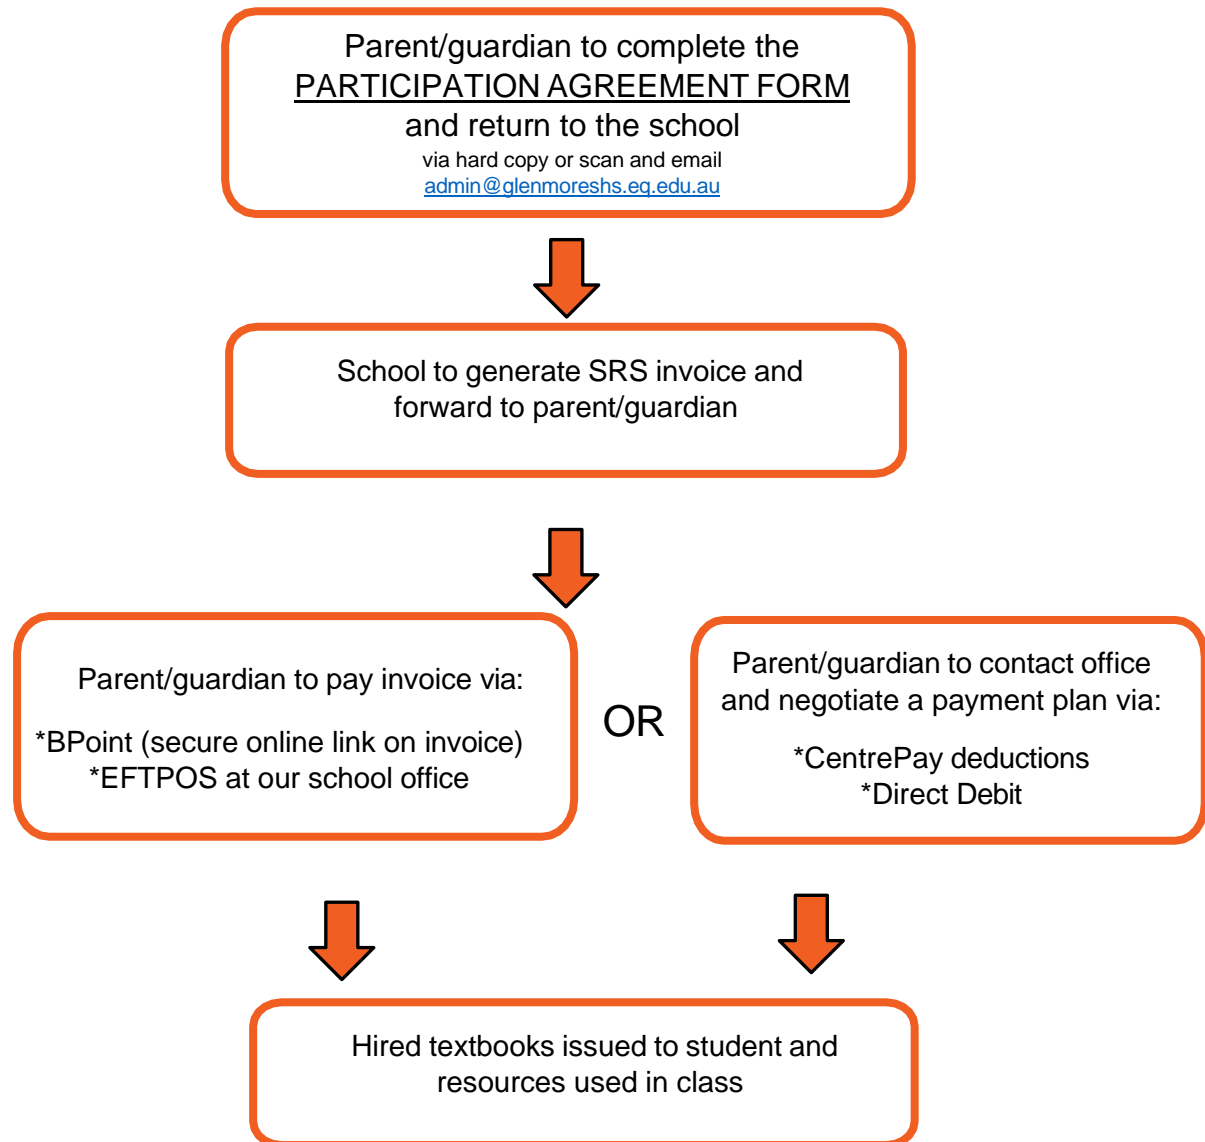 Parent/guardian to complete the
PARTICIPATION AGREEMENT FORM
and return to the school
via hard copy or scan and email
admin@glenmoreshs.eq.edu.au
School to generate SRS invoice and
forward to parent/guardian
Parent/guardian to pay invoice via:
*BPoint (secure online link on invoice)
*EFTPOS at our school office
OR
Parent/guardian to contact office
and negotiate a payment plan via:
*CentrePay deductions
*Direct Debit
Hired textbooks issued to student and
resources used in class